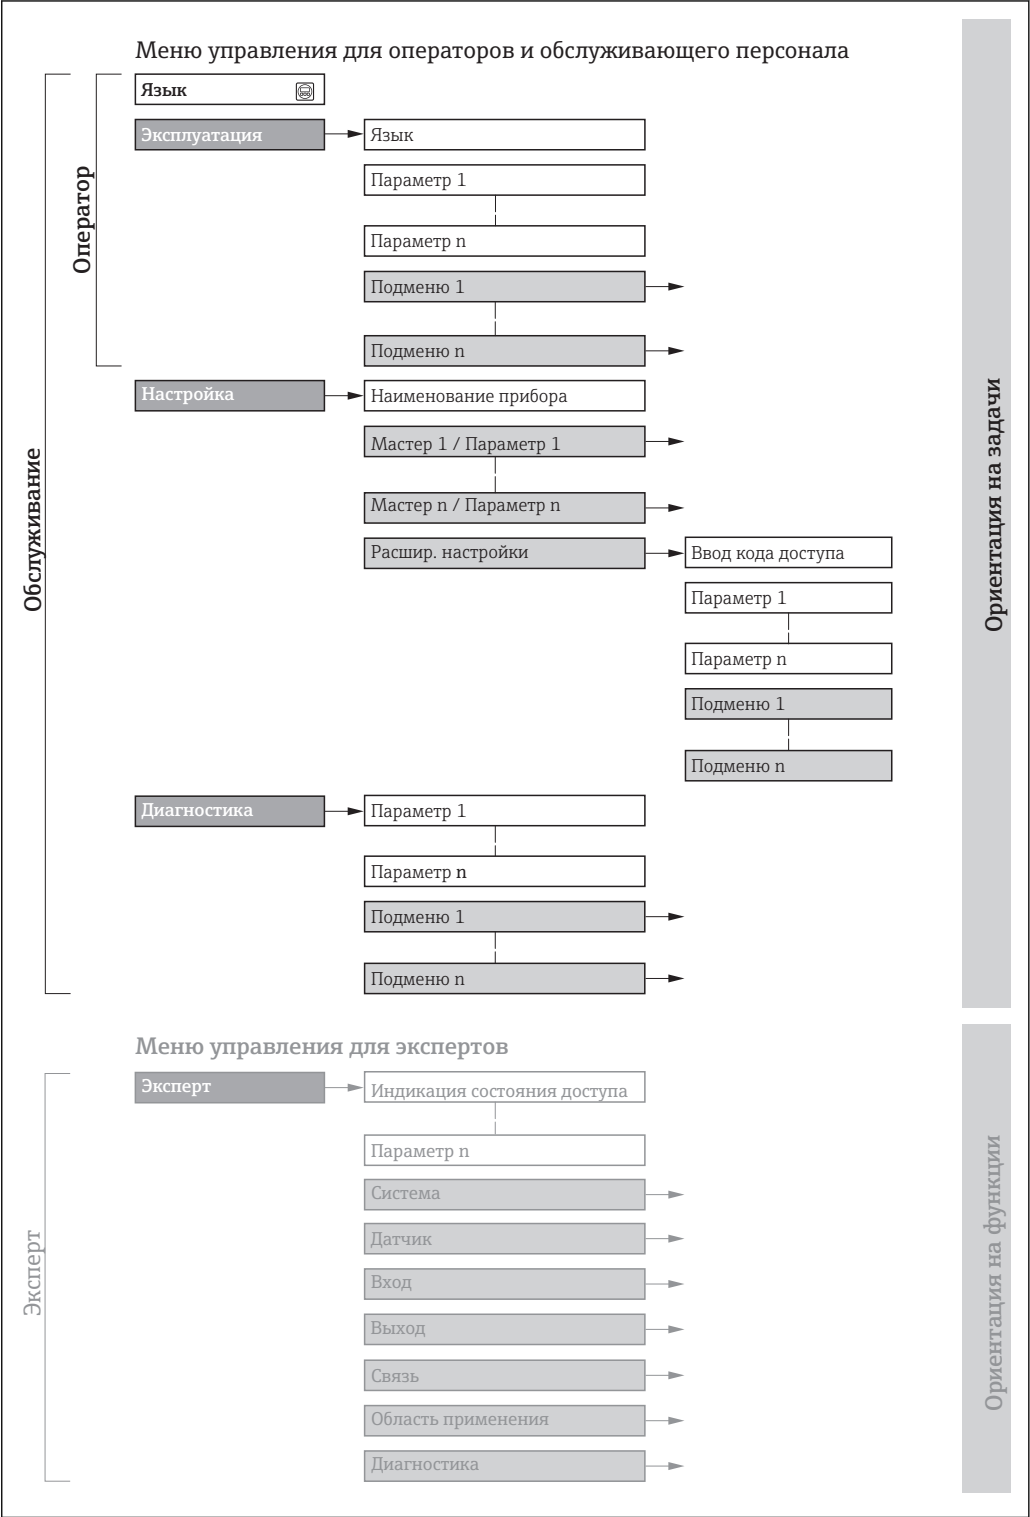 Меню управления для операторов и обслуживающего персонала
Язык
Эксплуатация
Язык
Параметр 1
Параметр n
Подменю 1
Подменю n
Оператор
Настройка
Наименование прибора
Мастер 1 / Параметр 1
Мастер n / Параметр n
Расшир. настройки
Ввод кода доступа
Параметр 1
Параметр n
Подменю 1
Подменю n
Диагностика
Параметр 1
Параметр n
Подменю 1
Подменю n
Обслуживание
Ориентация на задачи
Меню управления для экспертов
Эксперт
Индикация состояния доступа
Параметр n
Система
Датчик
Вход
Выход
Связь
Область применения
Диагностика
Эксперт
Ориентация на функции